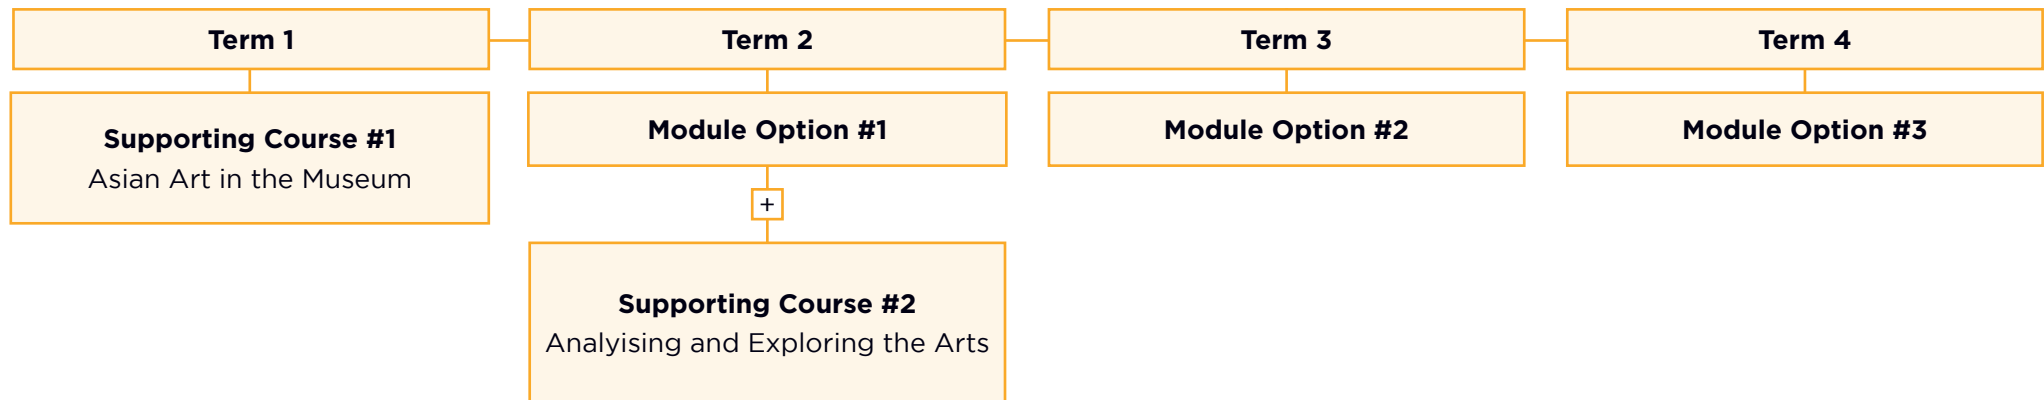 Term 1
Term 2
Term 3
Term 4
Supporting Course #1
Asian Art in the Museum
Module Option #1
Module Option #2
Module Option #3
+
Supporting Course #2
Analyising and Exploring the Arts